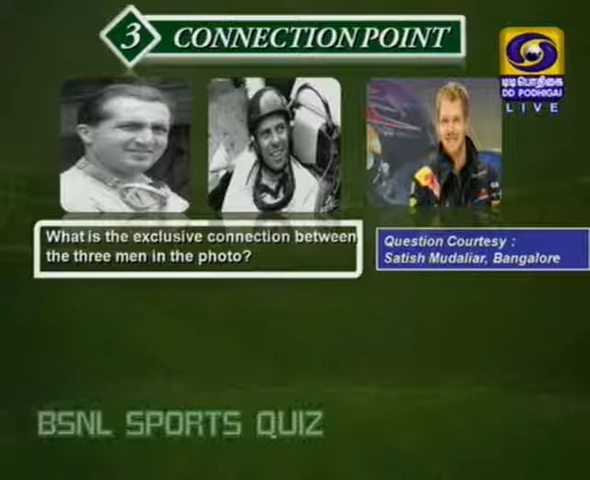 3 CONNECTION POINT
டிடி பொதிகை
DD PODHIGAI
LIVE
What is the exclusive connection between
the three men in the photo?
Question Courtesy :
Satish Mudaliar, Bangalore
BSNL SPORTS QUIZ